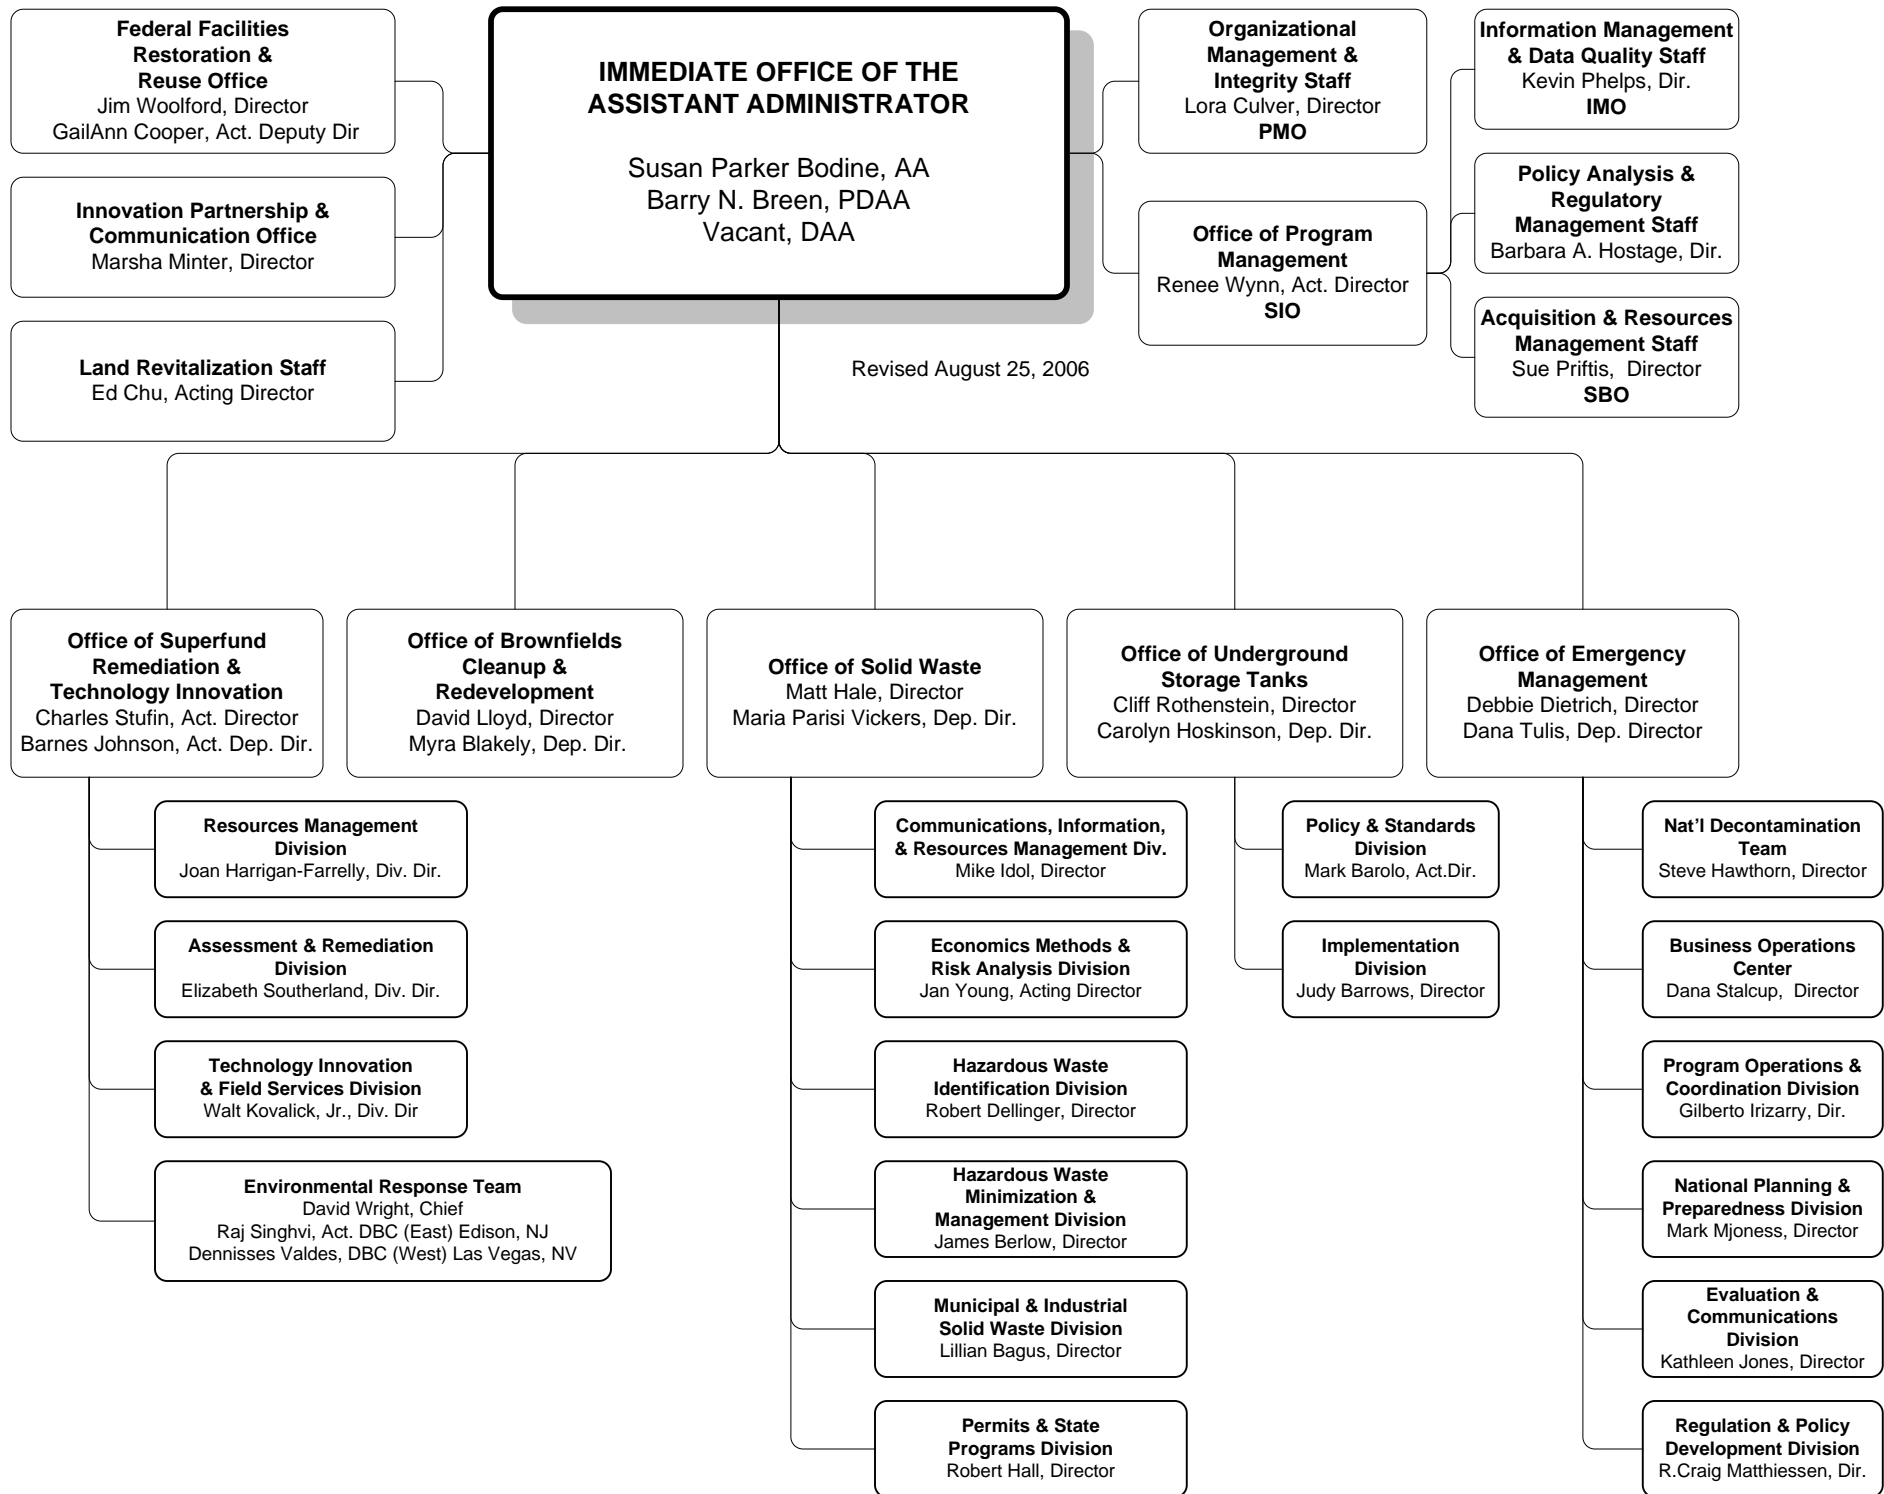 Federal Facilities
Restoration &
Reuse Office
Jim Woolford, Director
GailAnn Cooper, Act. Deputy Dir
Innovation Partnership &
Communication Office
Marsha Minter, Director
Land Revitalization Staff
Ed Chu, Acting Director
IMMEDIATE OFFICE OF THE
ASSISTANT ADMINISTRATOR
Susan Parker Bodine, AA
Barry N. Breen, PDAA
Vacant, DAA
Organizational
Management &
Integrity Staff
Lora Culver, Director
PMO
Office of Program
Management
Renee Wynn, Act. Director
SIO
Information Management
& Data Quality Staff
Kevin Phelps, Dir.
IMO
Policy Analysis &
Regulatory
Management Staff
Barbara A. Hostage, Dir.
Acquisition & Resources
Management Staff
Sue Priftis, Director
SBO
Revised August 25, 2006
Office of Superfund
Remediation &
Technology Innovation
Charles Stufin, Act. Director
Barnes Johnson, Act. Dep. Dir.
Resources Management
Division
Joan Harrigan-Farrelly, Div. Dir.
Assessment & Remediation
Division
Elizabeth Southerland, Div. Dir.
Technology Innovation
& Field Services Division
Walt Kovalick, Jr., Div. Dir
Environmental Response Team
David Wright, Chief
Raj Singhvi, Act. DBC (East) Edison, NJ
Dennisses Valdes, DBC (West) Las Vegas, NV
Office of Brownfields
Cleanup &
Redevelopment
David Lloyd, Director
Myra Blakely, Dep. Dir.
Office of Solid Waste
Matt Hale, Director
Maria Parisi Vickers, Dep. Dir.
Communications, Information,
& Resources Management Div.
Mike Idol, Director
Economics Methods &
Risk Analysis Division
Jan Young, Acting Director
Hazardous Waste
Identification Division
Robert Dellinger, Director
Hazardous Waste
Minimization &
Management Division
James Berlow, Director
Municipal & Industrial
Solid Waste Division
Lillian Bagus, Director
Permits & State
Programs Division
Robert Hall, Director
Office of Underground
Storage Tanks
Cliff Rothenstein, Director
Carolyn Hoskinson, Dep. Dir.
Policy & Standards
Division
Mark Barolo, Act.Dir.
Implementation
Division
Judy Barrows, Director
Office of Emergency
Management
Debbie Dietrich, Director
Dana Tulis, Dep. Director
Nat’l Decontamination
Team
Steve Hawthorn, Director
Business Operations
Center
Dana Stalcup, Director
Program Operations &
Coordination Division
Gilberto Irizarry, Dir.
National Planning &
Preparedness Division
Mark Mjoness, Director
Evaluation &
Communications
Division
Kathleen Jones, Director
Regulation & Policy
Development Division
R.Craig Matthiessen, Dir.